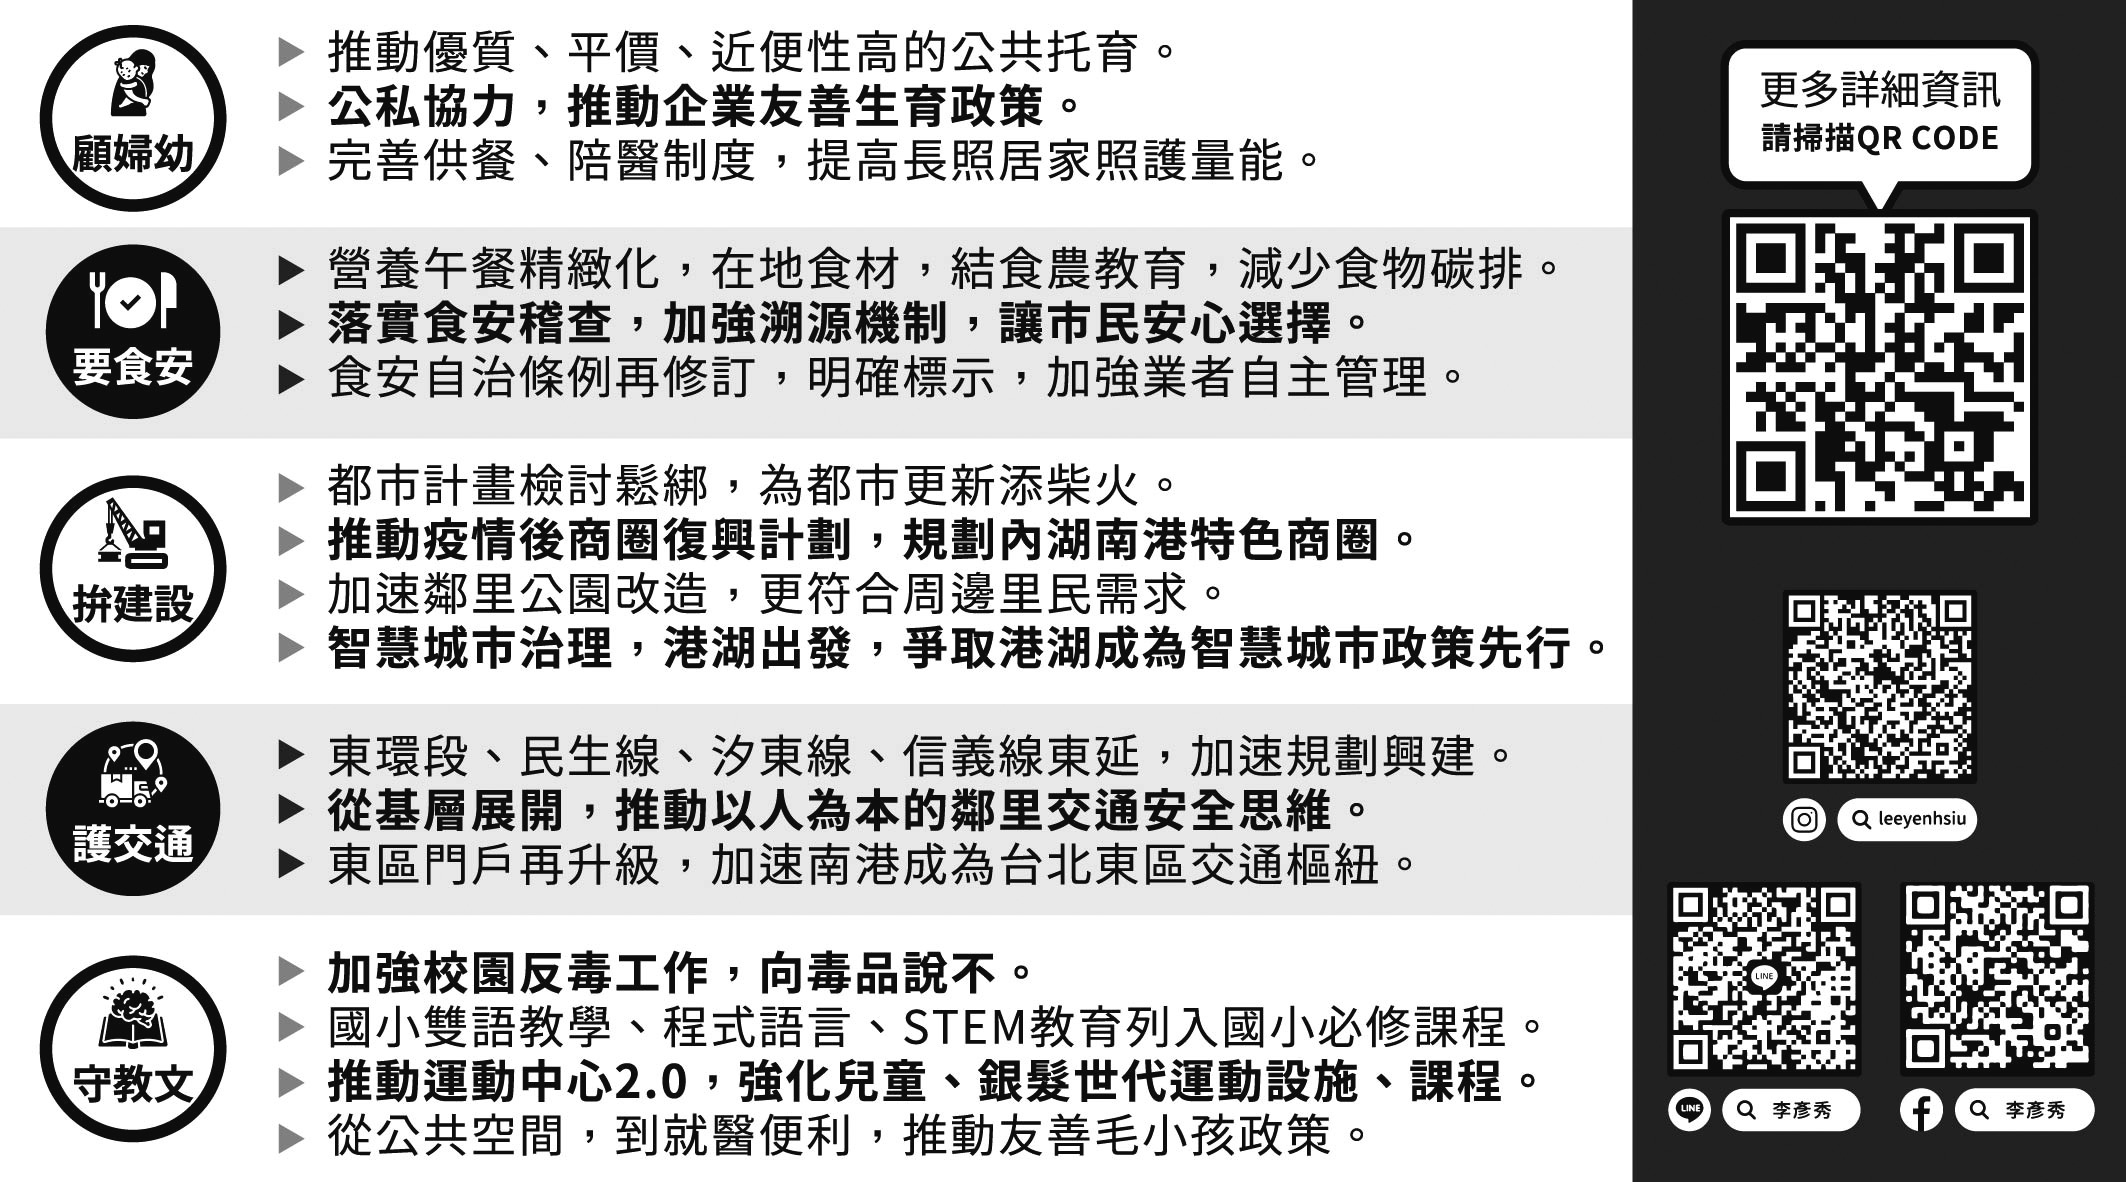 顧婦幼
推動優質、平價、近便性高的公共托育。
公私協力，推動企業友善生育政策。
完善供餐、陪醫制度，提高長照居家照護量能。
要食安
營養午餐精緻化，在地食材，結食農教育，減少食物碳排。
落實食安稽查，加強溯源機制，讓市民安心選擇。
食安自治條例再修訂，明確標示，加強業者自主管理。
拚建設
都市計畫檢討鬆綁，為都市更新添柴火。
推動疫情後商圈復興計劃，規劃內湖南港特色商圈。
加速鄰里公園改造，更符合周邊里民需求。
智慧城市治理，港湖出發，爭取港湖成為智慧城市政策先行。
護交通
東環段、民生線、汐東線、信義線東延，加速規劃興建。
從基層展開，推動以人為本的鄰里交通安全思維。
東區門戶再升級，加速南港成為台北東區交通樞紐。
守教文
加強校園反毒工作，向毒品說不。
國小雙語教學、程式語言、STEM教育列入國小必修課程。
推動運動中心2.0，強化兒童、銀髮世代運動設施、課程。
從公共空間，到就醫便利，推動友善毛小孩政策。
更多詳細資訊
請掃描QR CODE
leeyenhsiu
LINE
LINE
李彥秀
李彥秀